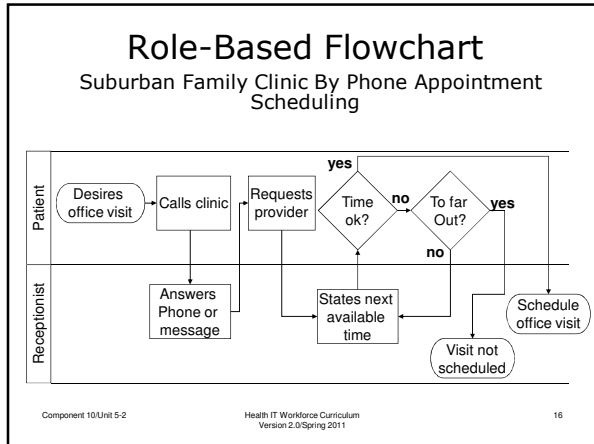 Role-Based Flowchart
Suburban Family Clinic By Phone Appointment
Scheduling
Patient
Desires
office visit
Calls clinic
Requests
provider
yes
Time
ok?
no
To far
Out?
yes
no
Receptionist
Answers
Phone or
message
States next
available
time
Visit not
scheduled
Schedule
office visit
Component 10/Unit 5-2
Health IT Workforce Curriculum
Version 2.0/Spring 2011
16